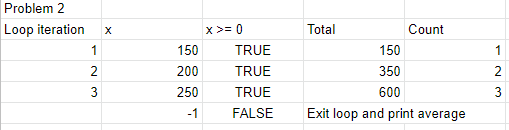 Problem 2
Loop iteration x x >= 0 Total Count
1 150 TRUE 150 1
2 200 TRUE 350 2
3 250 TRUE 600 3
-1 FALSE Exit loop and print average